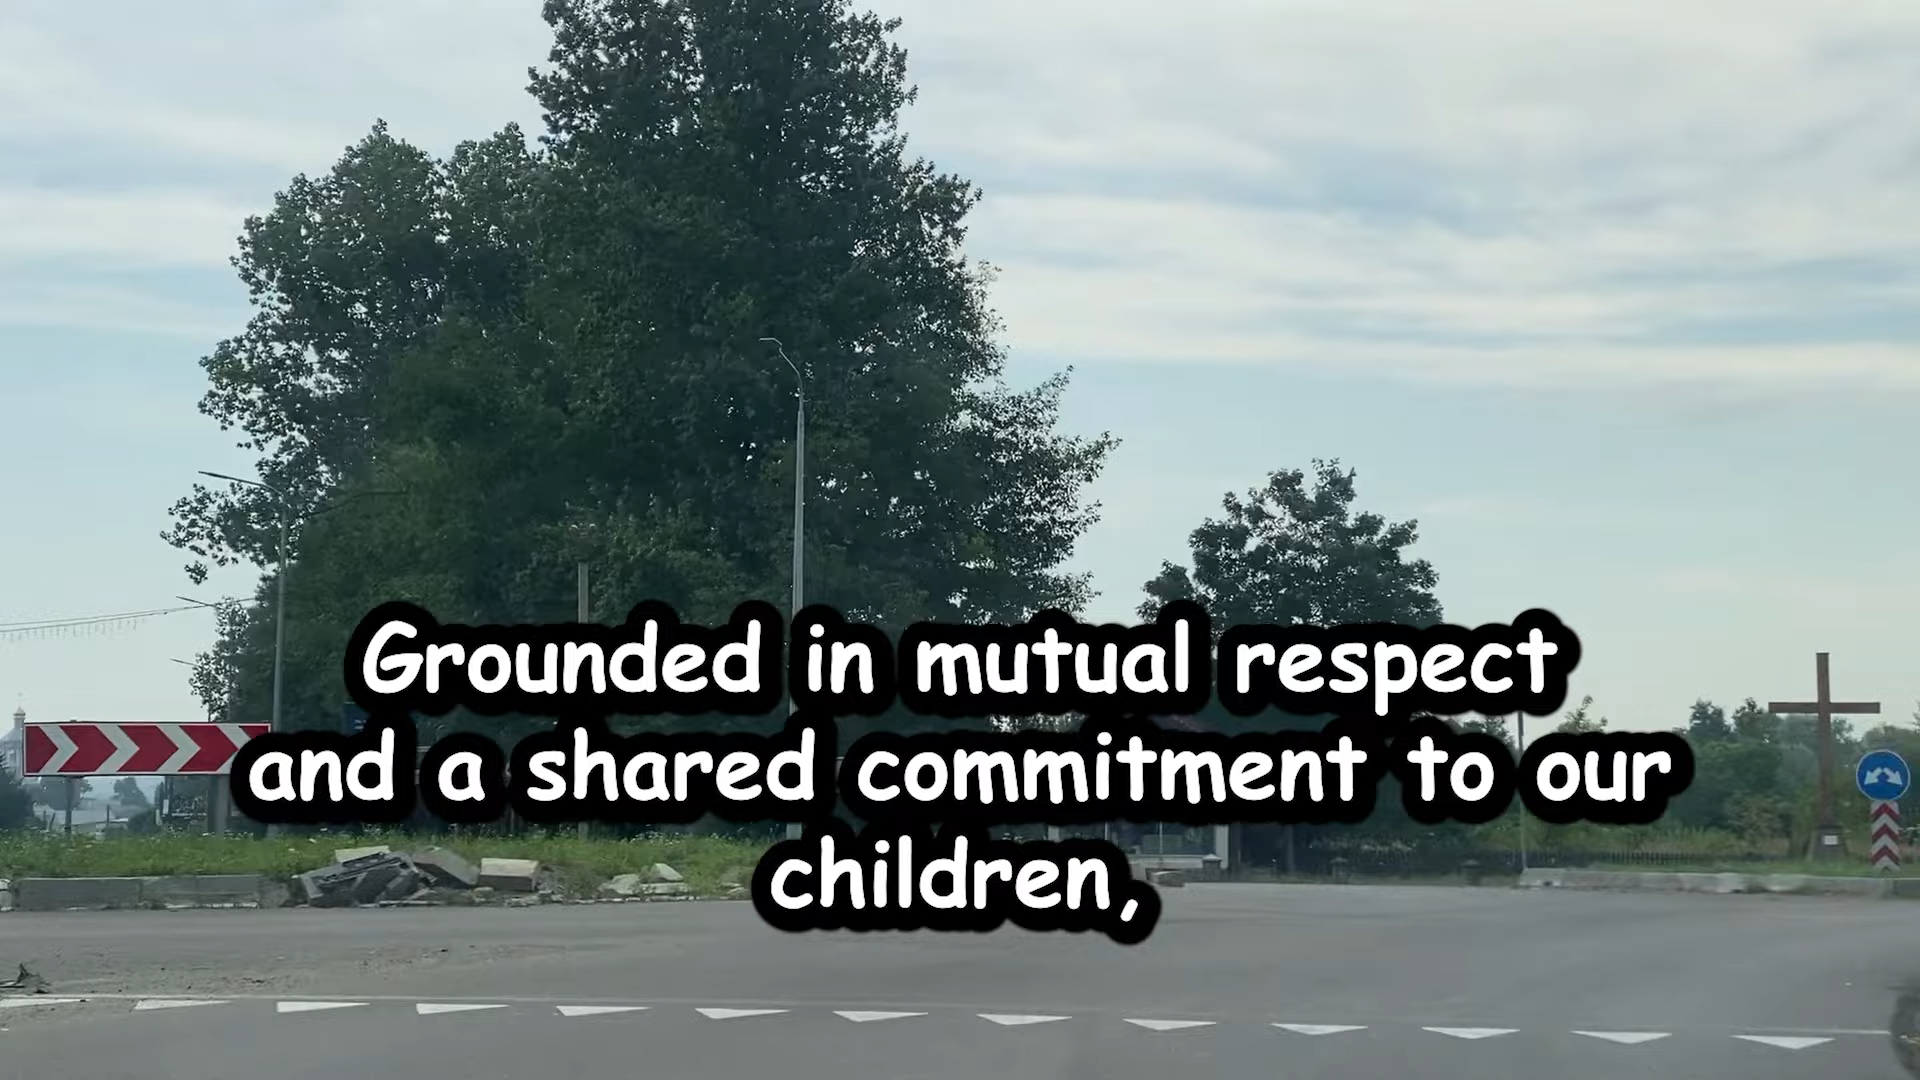 Grounded in mutual respect
and a shared commitment to our
children,